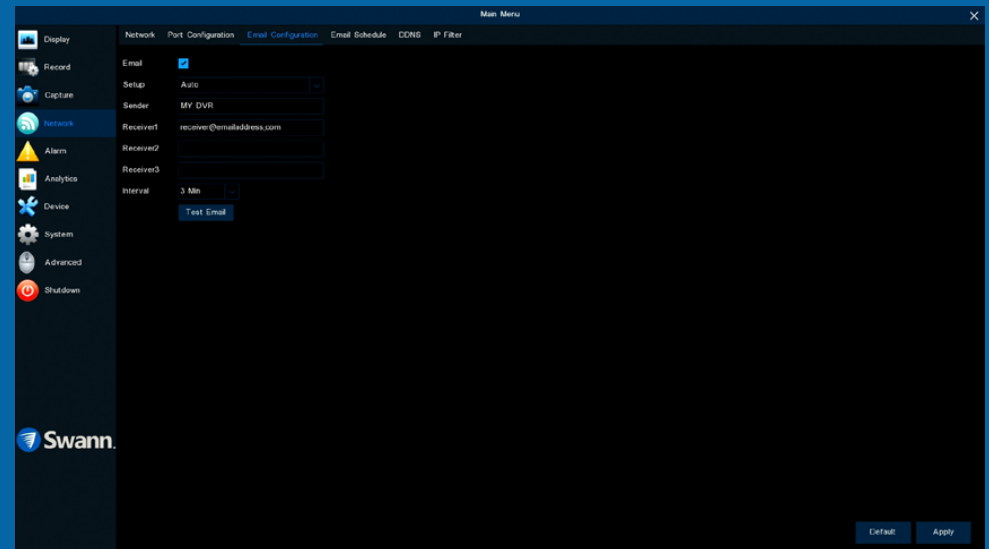 Main Menu
Display
Record
Capture
Network
Alarm
Analytics
Device
System
Advanced
Shutdown
Swann.
Network Port Configuration Email Configuration Email Schedule DDNS IP Filter
Email
Setup Auto
Sender MY DVR
Receiver1 receiver@emailaddress.com
Receiver2
Receiver3
Interval 3 Min
Test Email
Default Apply